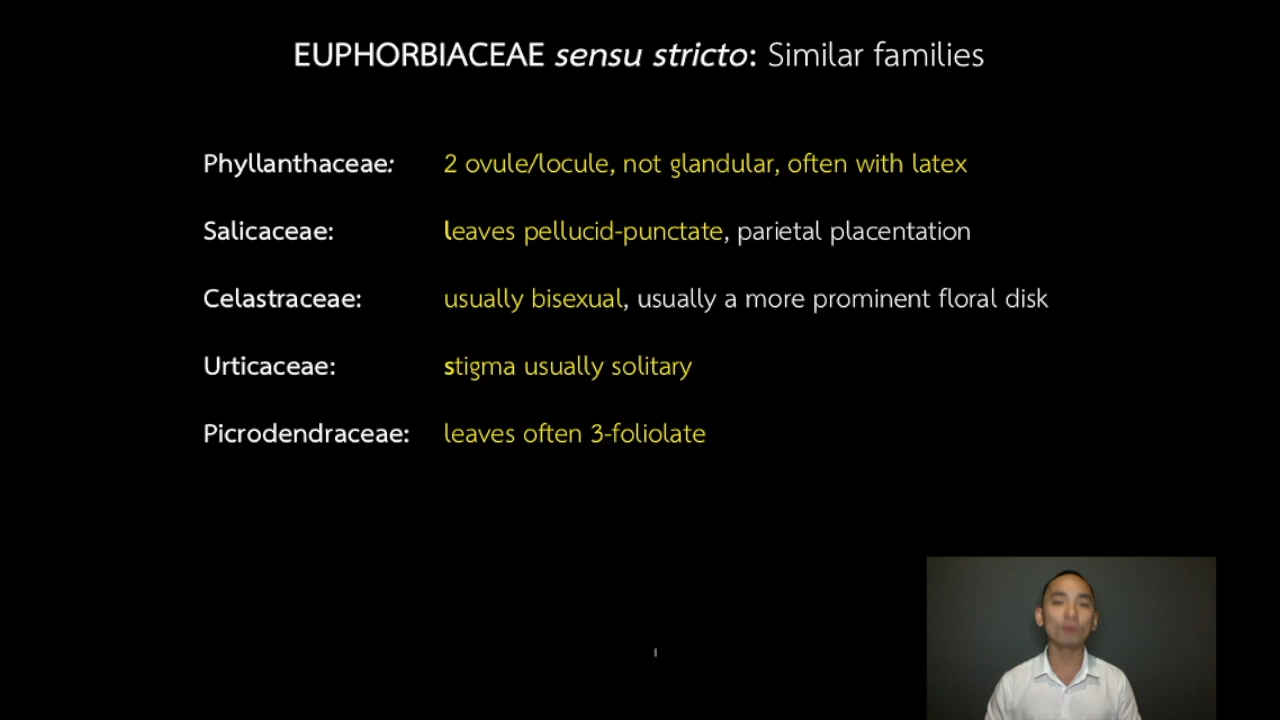 EUPHORBIACEAE sensu stricto: Similar families
Phyllanthaceae: 2 ovule/locule, not glandular, often with latex
Salicaceae: leaves pellucid-punctate, parietal placentation
Celastraceae: usually bisexual, usually a more prominent floral disk
Urticaceae: stigma usually solitary
Picrodendraceae: leaves often 3-foliolate